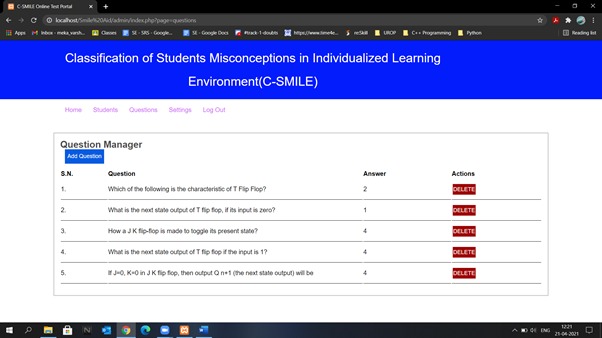 C-SMILE Online Test Portal
localhost/Smile%20Aid/admin/index.php?page=questions
Apps
Inbox - meka.varsh...
Classes
SE - SRS - Google...
SE - Google Docs
#track-1-doubts
https://www.time4e...
recSkill
UROP
C++ Programming
Python
Reading list
Classification of Students Misconceptions in Individualized Learning
Environment(C-SMILE)
Home Students Questions Settings Log Out
Question Manager
Add Question
S.N. Question Answer Actions
1. Which of the following is the characteristic of T Flip Flop? 2 DELETE
2. What is the next state output of T flip flop, if its input is zero? 1 DELETE
3. How a J K flip-flop is made to toggle its present state? 4 DELETE
4. What is the next state output of T flip flop if the input is 1? 4 DELETE
5. If J=0, K=0 in J K flip flop, then output Q n+1 (the next state output) will be 4 DELETE
ENG
12:21
21-04-2021